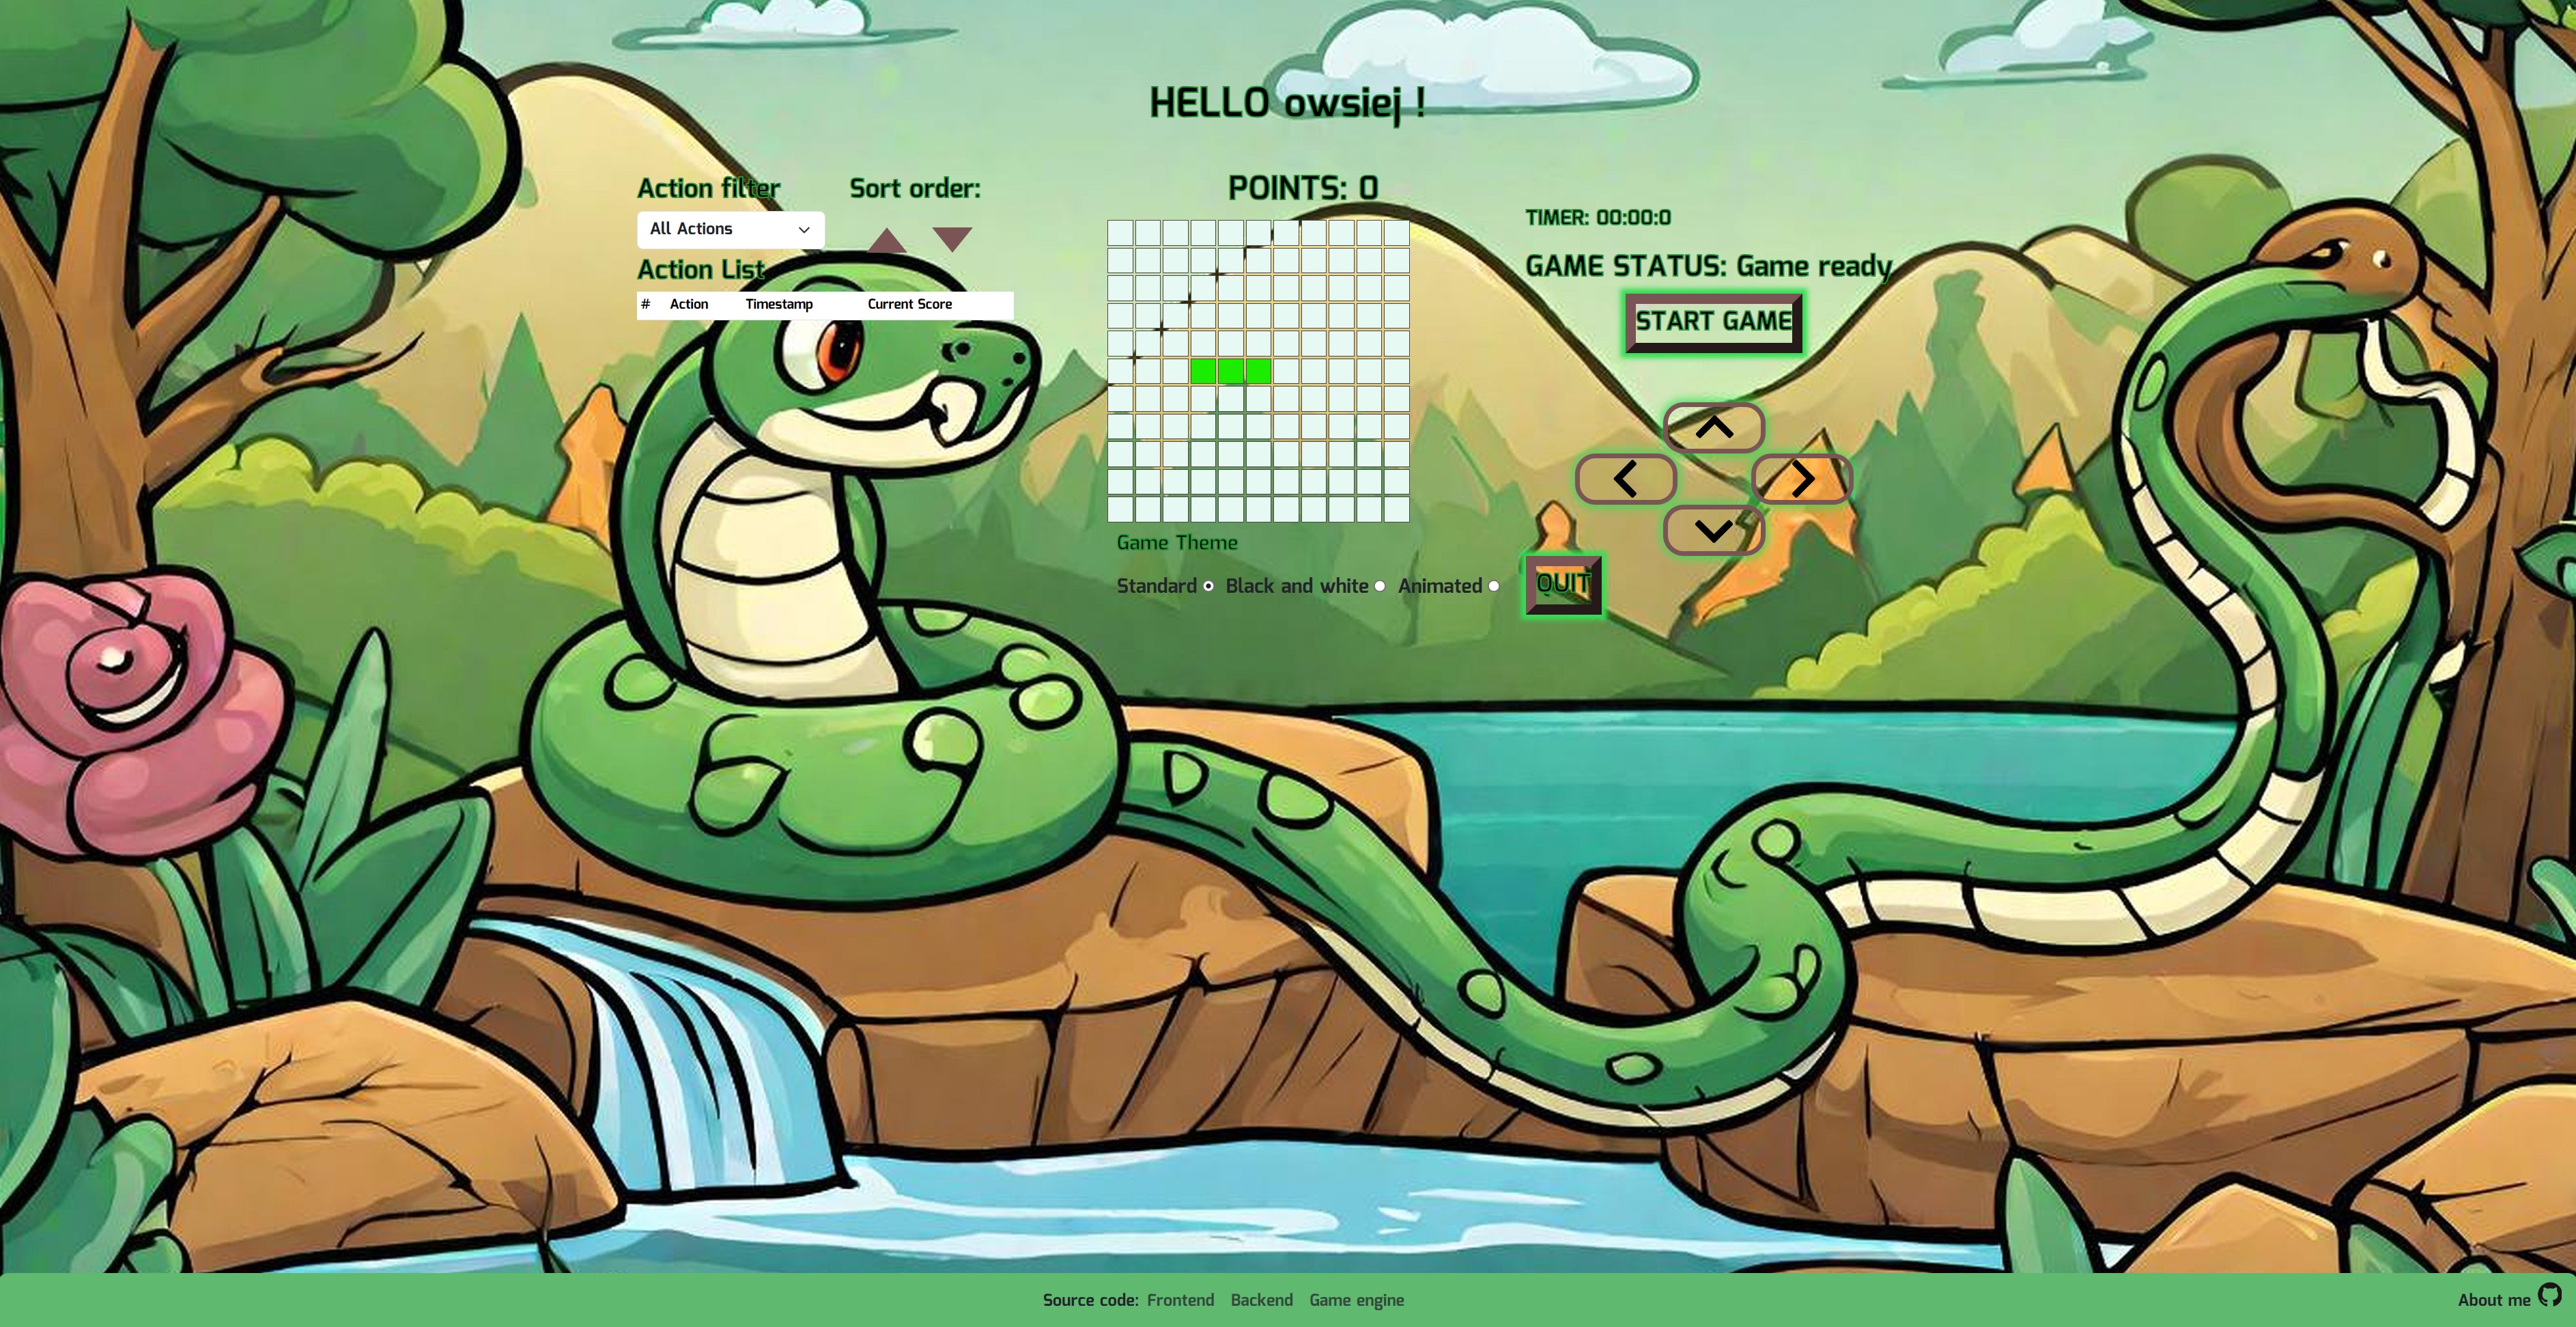 HELLO owsiej !
Action filter
Sort order:
All Actions
Action List
# Action Timestamp Current Score
POINTS: 0
Game Theme
Standard Black and white Animated
TIMER: 00:00:0
GAME STATUS: Game ready
START GAME
QUIT
Source code: Frontend Backend Game engine
About me